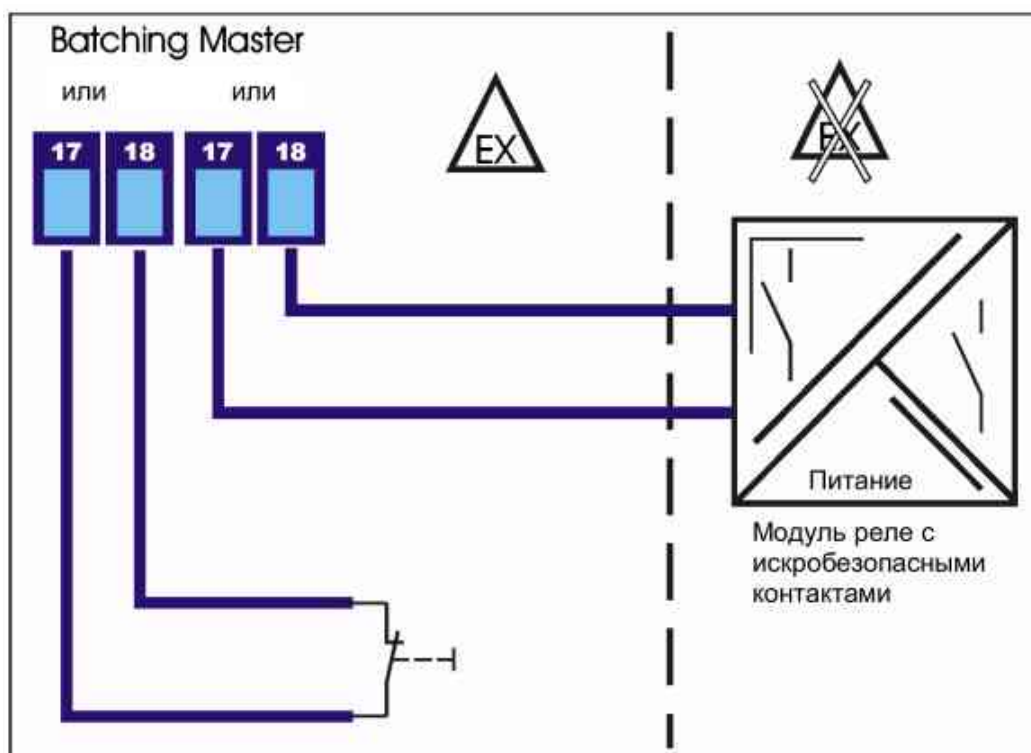 Batching Master
или или
17 18 17 18
EX
EX
Питание
Модуль реле с
искробезопасными
контактами